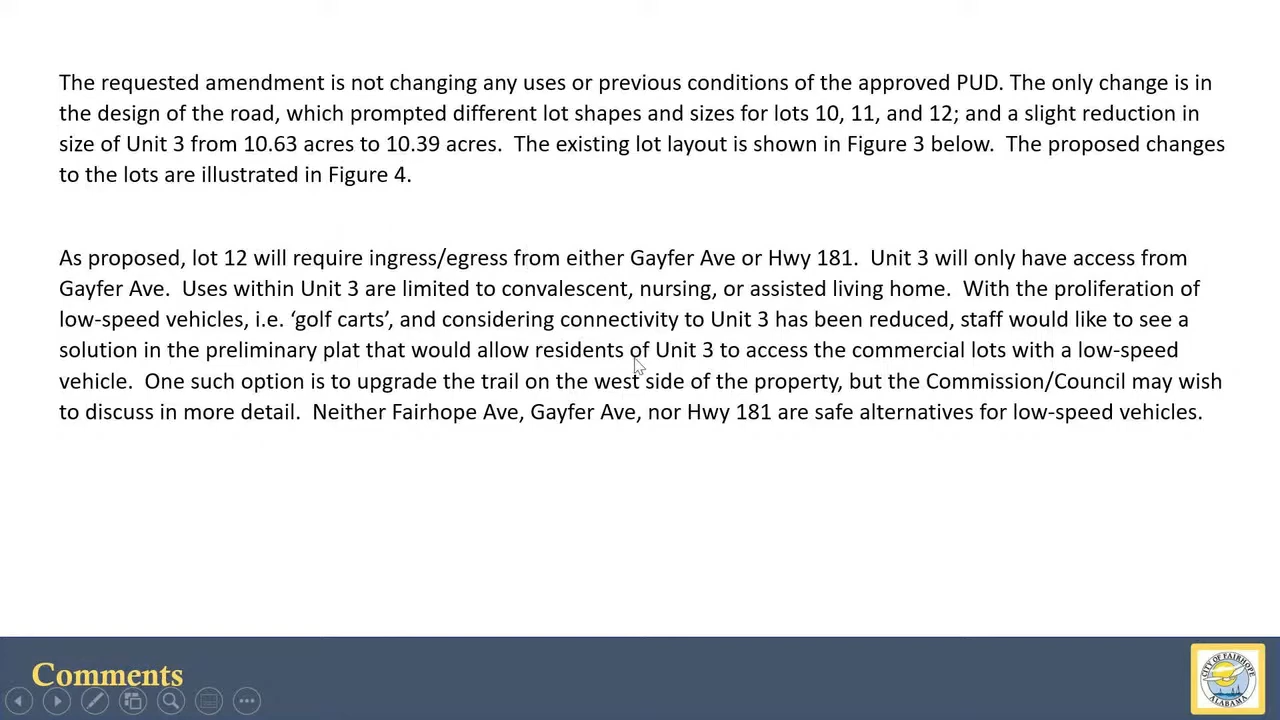 The requested amendment is not changing any uses or previous conditions of the approved PUD. The only change is in
the design of the road, which prompted different lot shapes and sizes for lots 10, 11, and 12; and a slight reduction in
size of Unit 3 from 10.63 acres to 10.39 acres.  The existing lot layout is shown in Figure 3 below.  The proposed changes
to the lots are illustrated in Figure 4.
As proposed, lot 12 will require ingress/egress from either Gayfer Ave or Hwy 181.  Unit 3 will only have access from
Gayfer Ave.  Uses within Unit 3 are limited to convalescent, nursing, or assisted living home.  With the proliferation of
low-speed vehicles, i.e. ‘golf carts’, and considering connectivity to Unit 3 has been reduced, staff would like to see a
solution in the preliminary plat that would allow residents of Unit 3 to access the commercial lots with a low-speed
vehicle.  One such option is to upgrade the trail on the west side of the property, but the Commission/Council may wish
to discuss in more detail.  Neither Fairhope Ave, Gayfer Ave, nor Hwy 181 are safe alternatives for low-speed vehicles.
Comments
CITY OF FAIRHOPE
ALABAMA